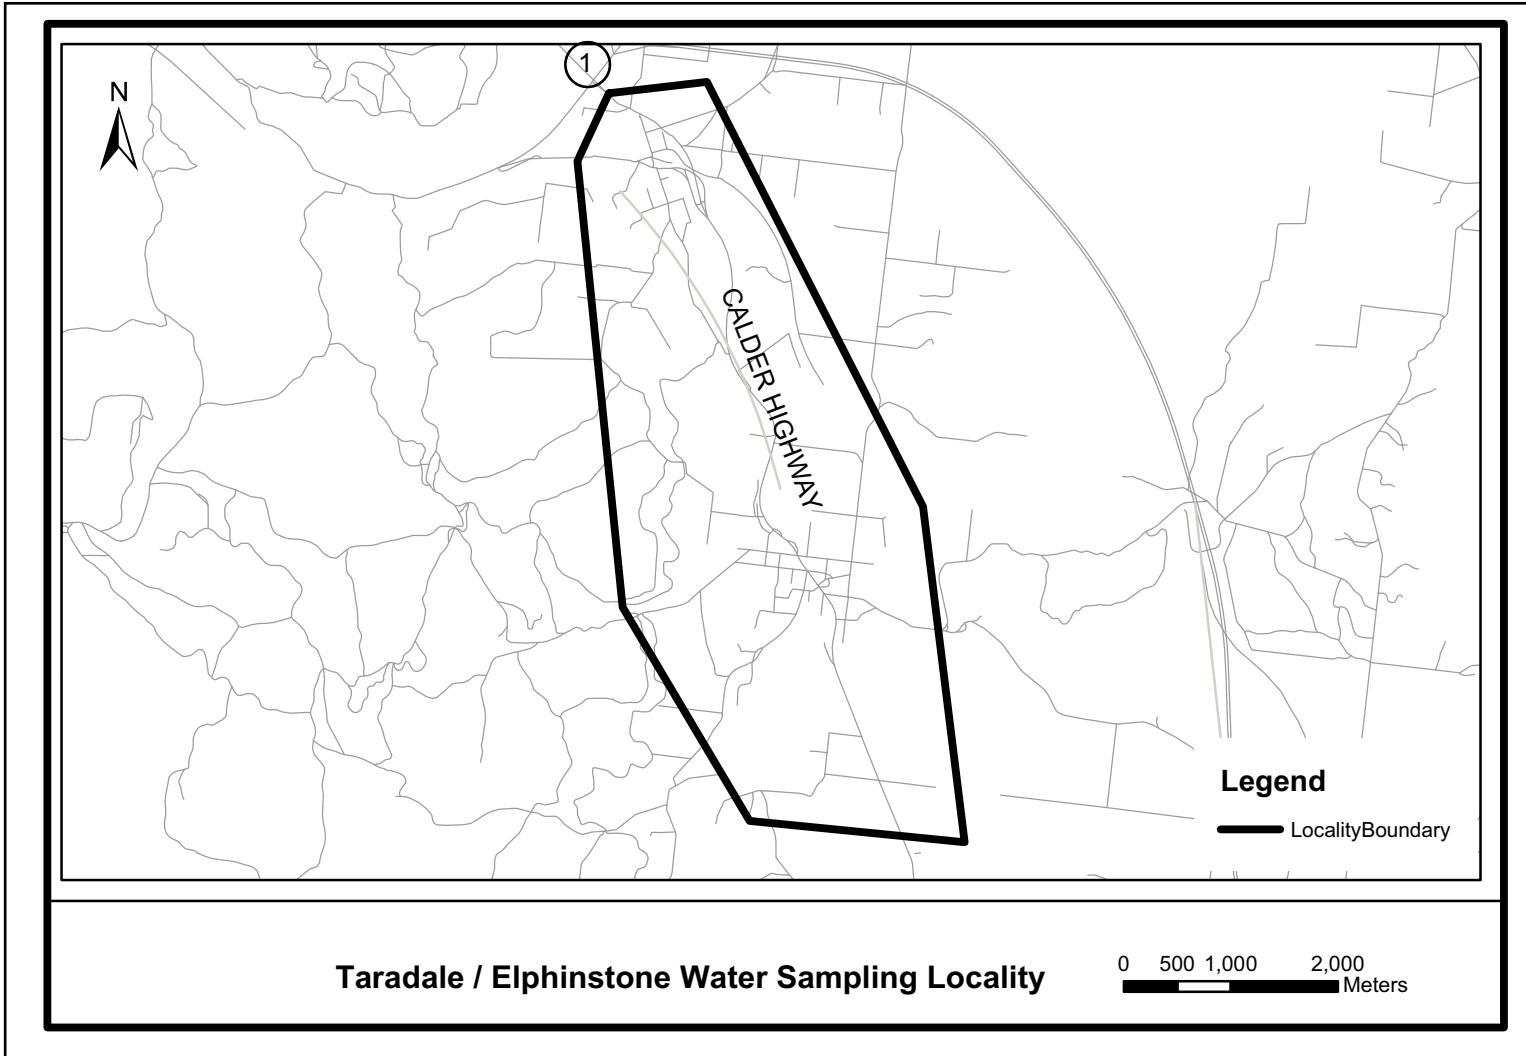 1
N
CALDER HIGHWAY
Legend
LocalityBoundary
Taradale / Elphinstone Water Sampling Locality
0 500 1,000 2,000
Meters